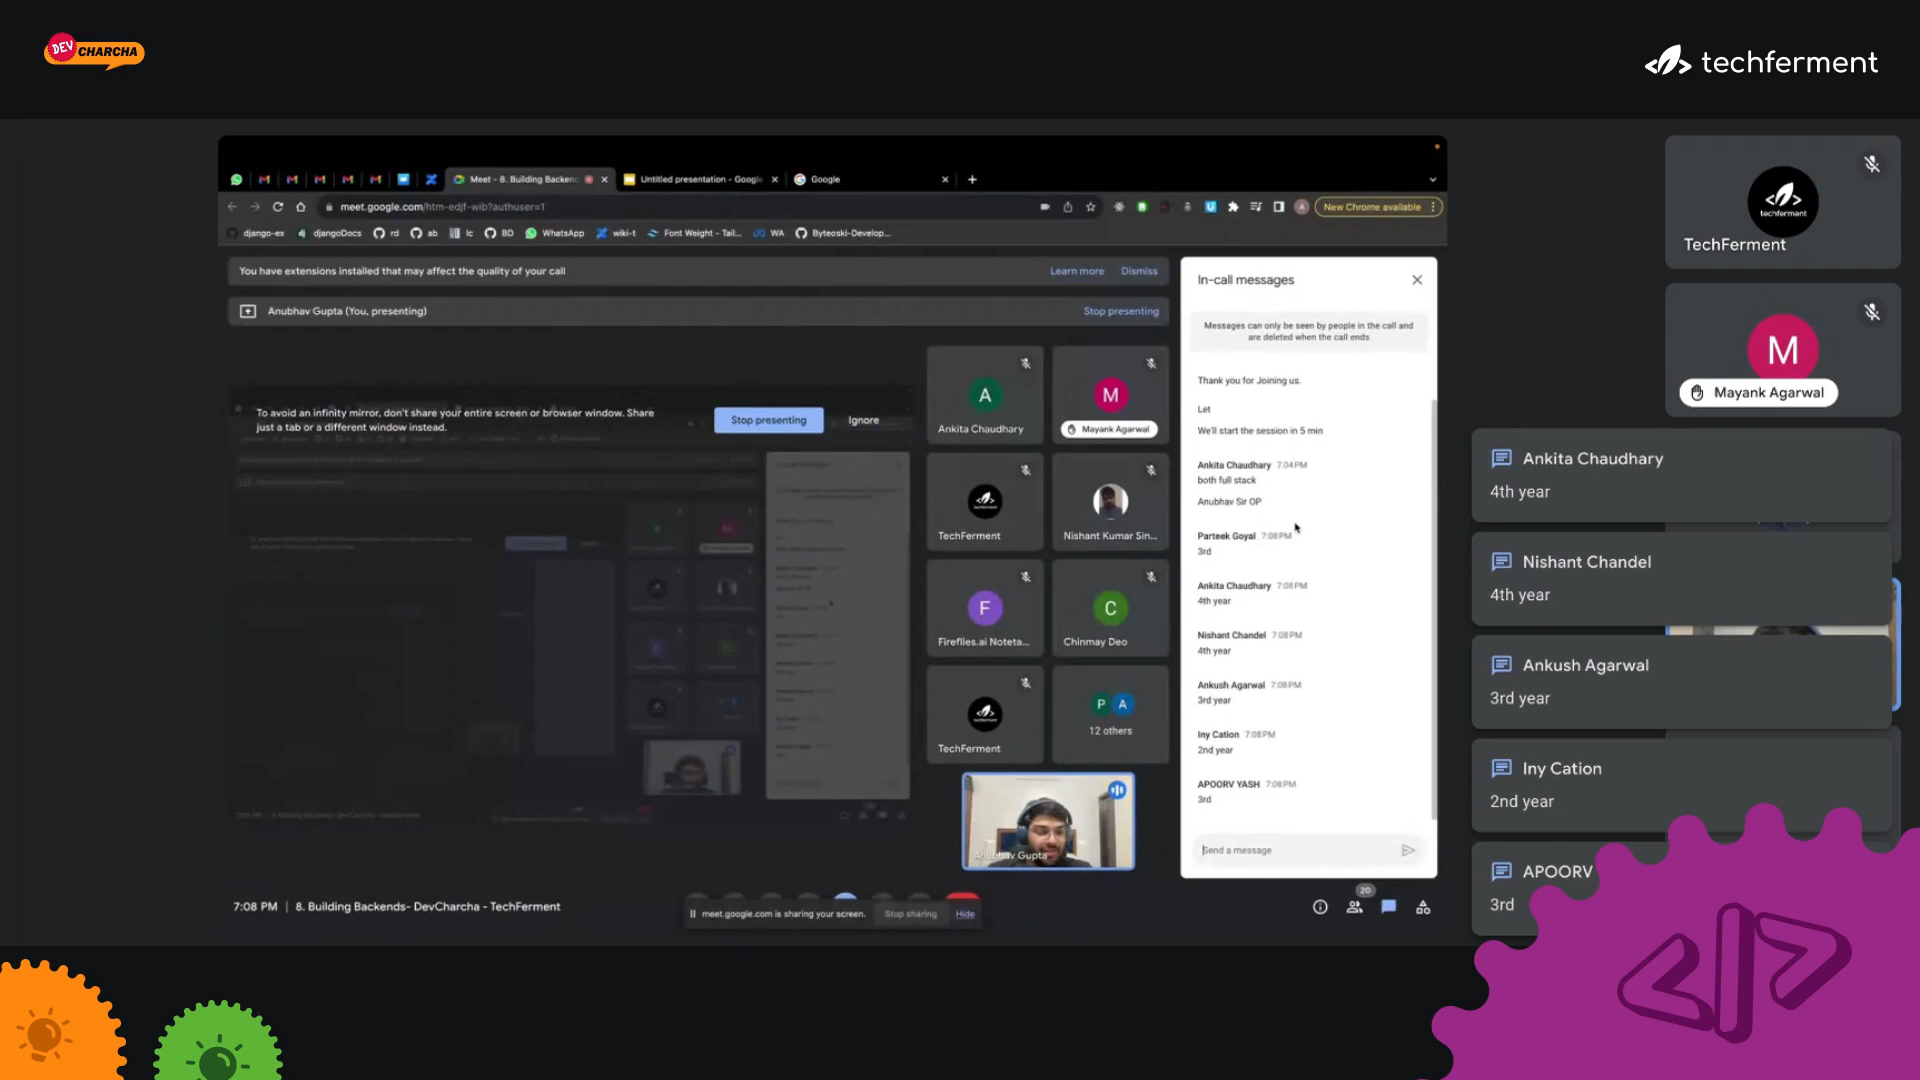 DEV CHARCHA
techferment
Meet - 8. Building Backen
Untitled presentation - Google
Google
meet.google.com/htm-edjf-wib?authuser=1
New Chrome available
django-ex
djangoDocs
rd
ab
lc
BD
WhatsApp
wiki-t
Font Weight - Tail...
WA
Byteoski-Develop...
You have extensions installed that may affect the quality of your call
Learn more
Dismiss
Anubhav Gupta (You, presenting)
Stop presenting
To avoid an infinity mirror, don't share your entire screen or browser window. Share
just a tab or a different window instead.
Stop presenting
Ignore
A
Ankita Chaudhary
M
Mayank Agarwal
techferment
TechFerment
Nishant Kumar Sin...
F
Fireflies.ai Noteta...
C
Chinmay Deo
techferment
TechFerment
P
A
12 others
Anubhav Gupta
In-call messages
Messages can only be seen by people in the call and
are deleted when the call ends
Thank you for Joining us.
Let
We'll start the session in 5 min
Ankita Chaudhary 7:04 PM
both full stack
Anubhav Sir OP
Parteek Goyal 7:08 PM
3rd
Ankita Chaudhary 7:08 PM
4th year
Nishant Chandel 7:08 PM
4th year
Ankush Agarwal 7:08 PM
3rd year
Iny Cation 7:08 PM
2nd year
APOORV YASH 7:08 PM
3rd
Send a message
7:08 PM | 8. Building Backends- DevCharcha - TechFerment
meet.google.com is sharing your screen.
Stop sharing
Hide
20
techferment
TechFerment
M
Mayank Agarwal
Ankita Chaudhary
4th year
Nishant Chandel
4th year
Ankush Agarwal
3rd year
Iny Cation
2nd year
APOORV
3rd